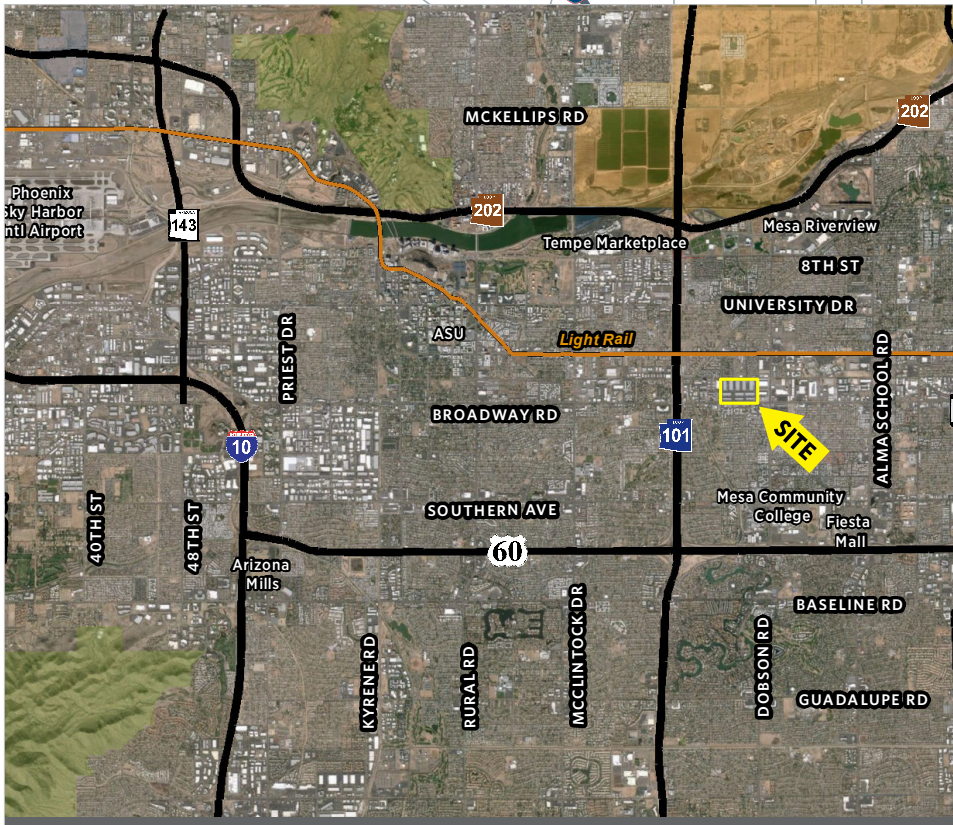 MCKELLIPS RD
LOOP
202
Phoenix
Sky Harbor
Intl Airport
143
LOOP
202
Mesa Riverview
Tempe Marketplace
8TH ST
UNIVERSITY DR
PRIEST DR
ASU
Light Rail
ALMA SCHOOL RD
BROADWAY RD
LOOP
101
SITE
10
Mesa Community
College
SOUTHERN AVE
Fiesta
Mall
40TH ST
48TH ST
60
Arizona
Mills
BASELINE RD
KYRENE RD
RURAL RD
MCCLINTOCK DR
DOBSON RD
GUADALUPE RD